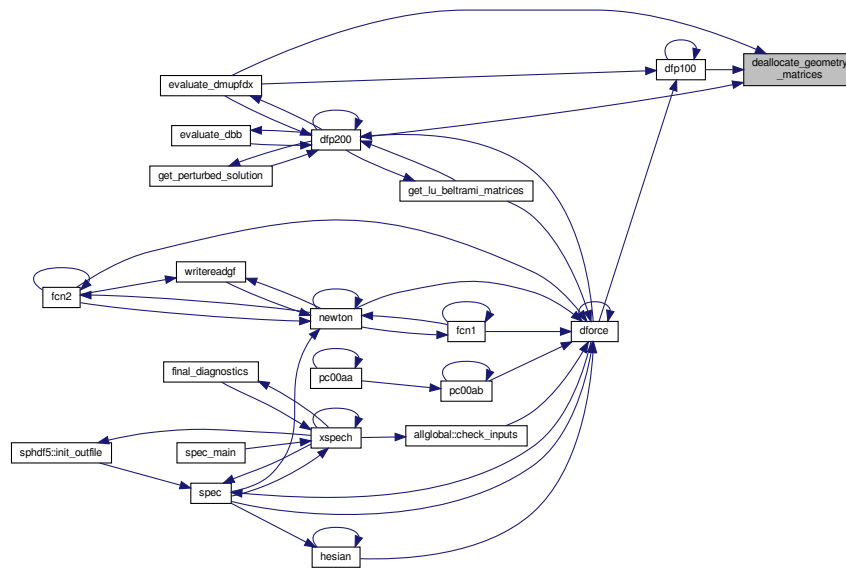 deallocate_geometry
_matrices
dfp100
evaluate_dmupfdx
evaluate_dbb
dfp200
get_perturbed_solution
get_lu_beltrami_matrices
writereadgf
fcn2
newton
fcn1
dforce
final_diagnostics
pc00aa
pc00ab
xspech
allglobal::check_inputs
sphdf5::init_outfile
spec_main
spec
hesian